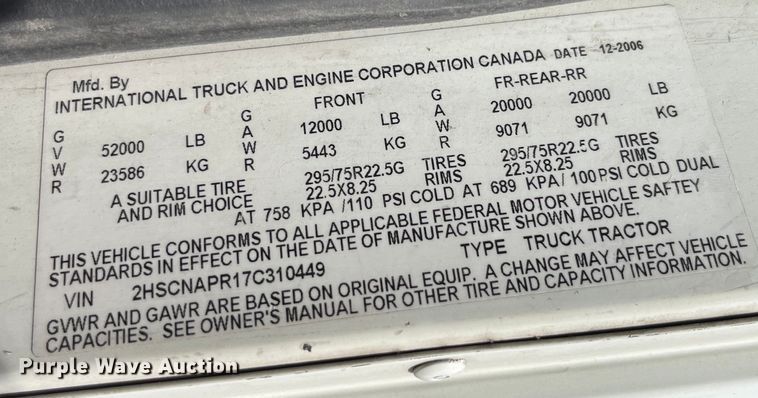 Mfd. By
INTERNATIONAL TRUCK AND ENGINE CORPORATION CANADA DATE 12-2006
FRONT FR-REAR-RR
G G G
V 52000 LB A 12000 LB A 20000 20000 LB
W 23586 KG W 5443 KG W 9071 9071 KG
R R R
A SUITABLE TIRE 295/75R22.5G TIRES 295/75R22.5G TIRES
AND RIM CHOICE 22.5X8.25 RIMS 22.5X8.25 RIMS
AT 758 KPA /110 PSI COLD AT 689 KPA/ 100 PSI COLD DUAL
THIS VEHICLE CONFORMS TO ALL APPLICABLE FEDERAL MOTOR VEHICLE SAFTEY
STANDARDS IN EFFECT ON THE DATE OF MANUFACTURE SHOWN ABOVE.
VIN 2HSCNAPR17C310449 TYPE TRUCK TRACTOR
GVWR AND GAWR ARE BASED ON ORIGINAL EQUIP. A CHANGE MAY AFFECT VEHICLE
CAPACITIES. SEE OWNER'S MANUAL FOR OTHER TIRE AND CAPACITY INFORMATION.
Purple Wave Auction